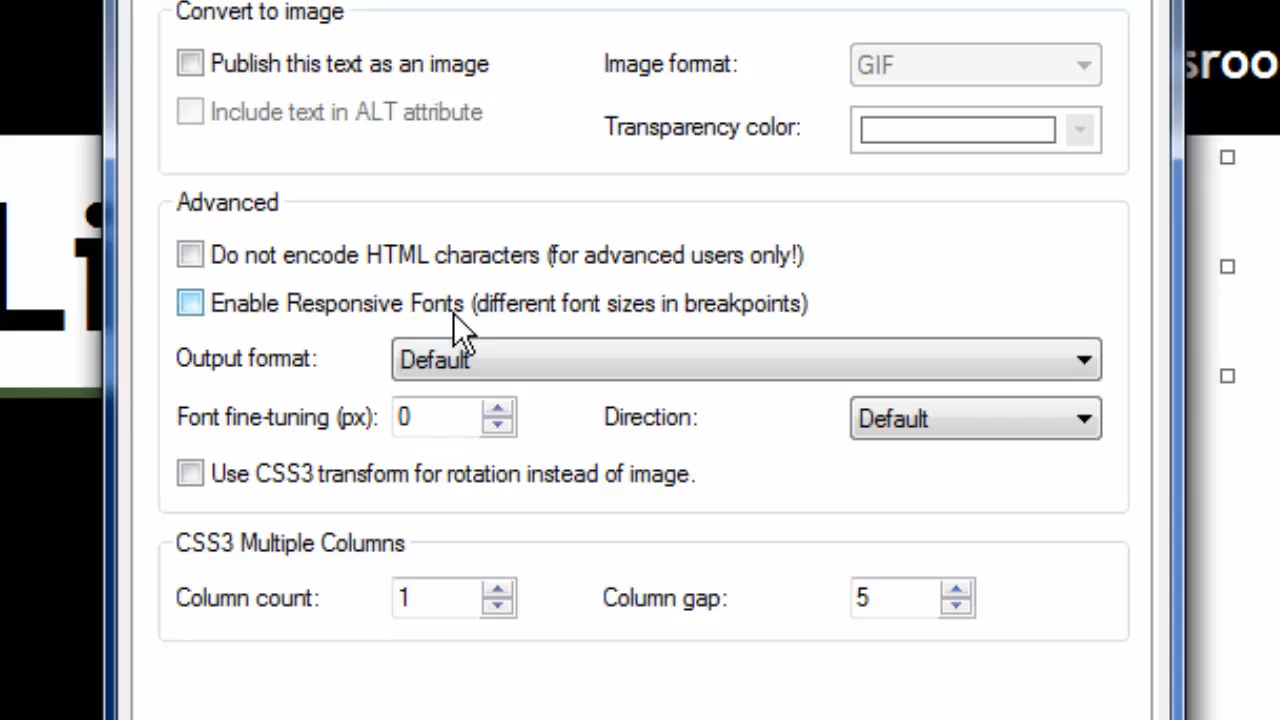 Convert to image
Publish this text as an image
Image format:
GIF
Include text in ALT attribute
Transparency color:
Advanced
Do not encode HTML characters (for advanced users only!)
Enable Responsive Fonts (different font sizes in breakpoints)
Output format:
Default
Font fine-tuning (px):
0
Direction:
Default
Use CSS3 transform for rotation instead of image.
CSS3 Multiple Columns
Column count:
1
Column gap:
5
Li
sroo